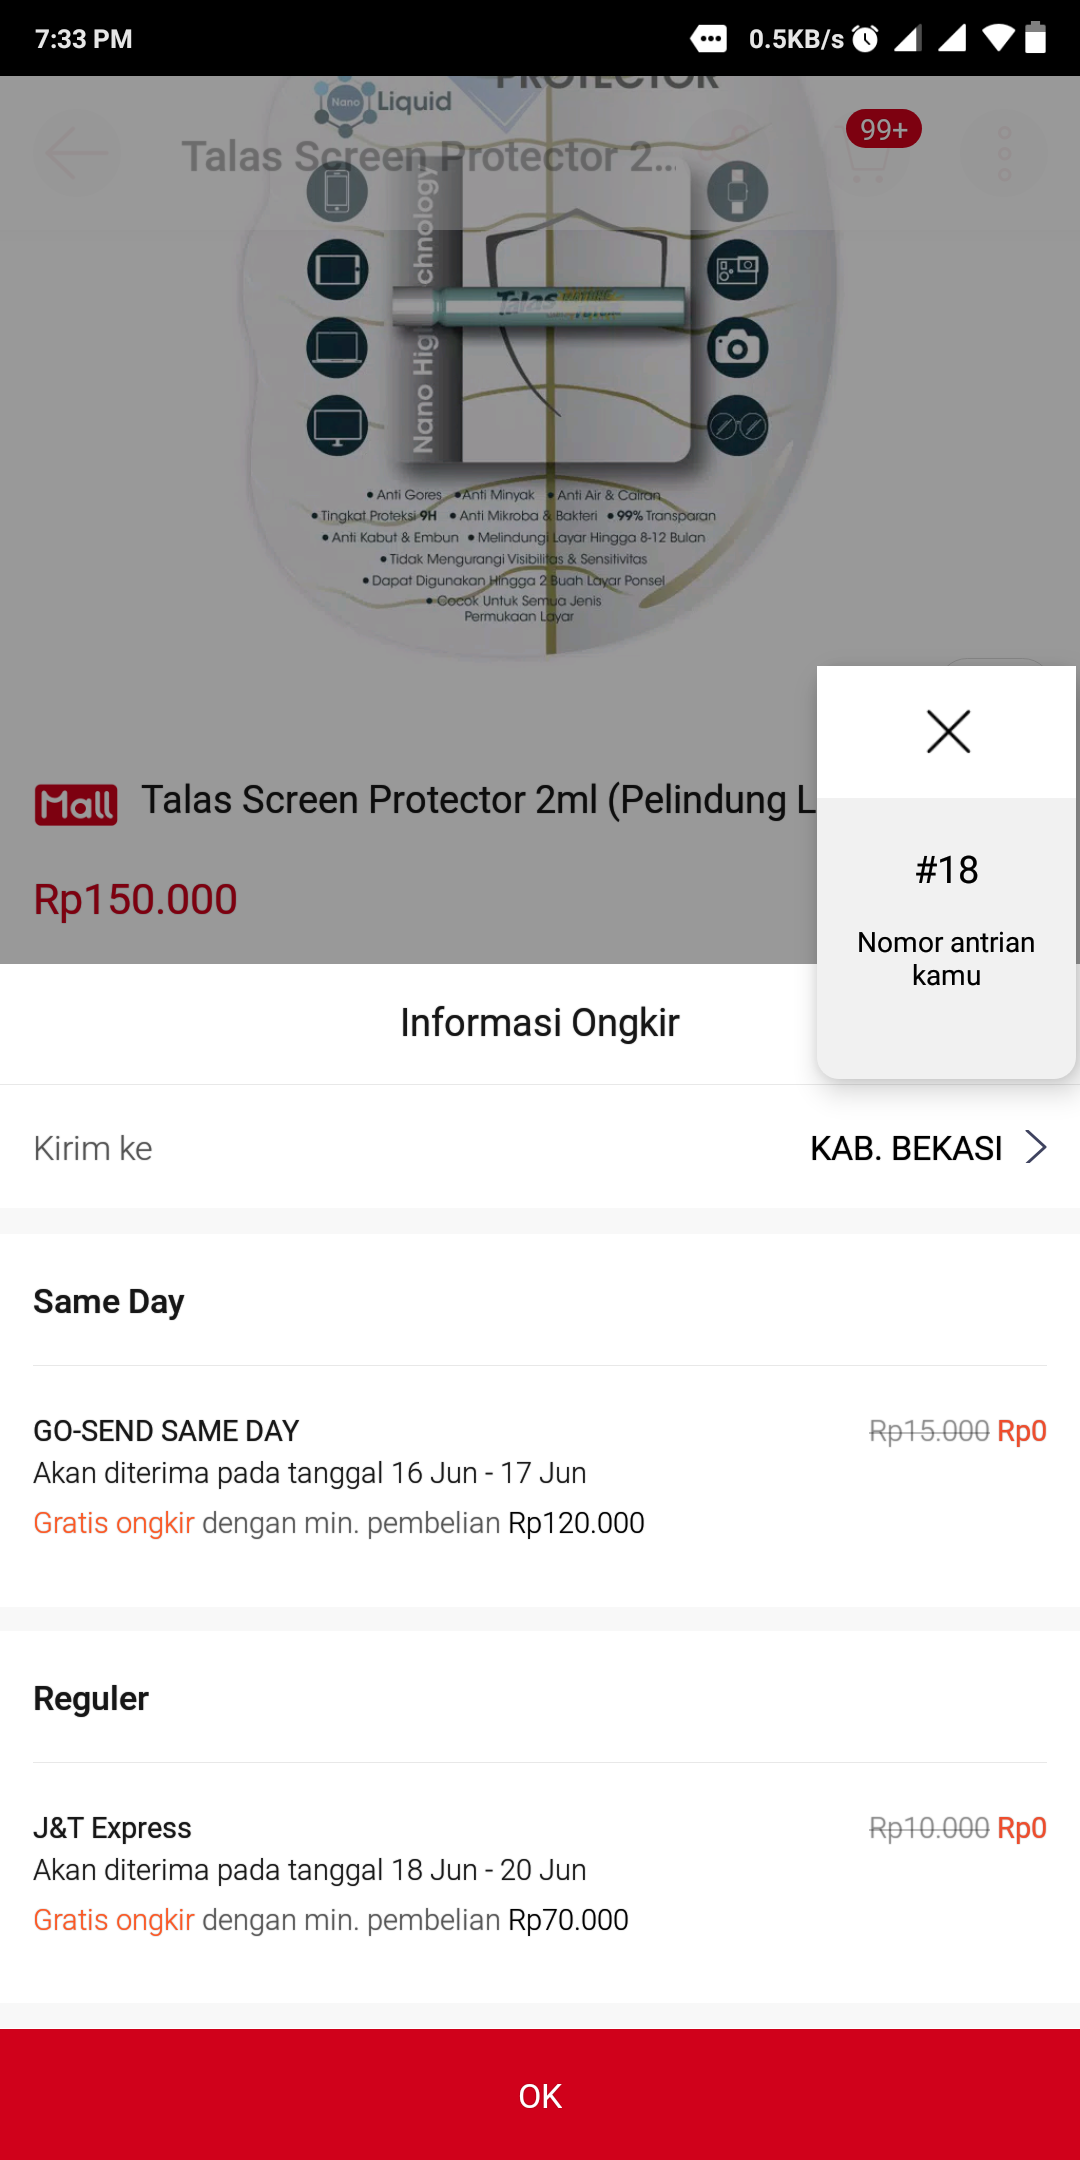 7:33 PM
0.5KB/s
PROTECTOR
Nano Liquid
Talas Screen Protector 2...
99+
Talas
• Anti Gores • Anti Minyak • Anti Air & Cairan
• Tingkat Proteksi 9H • Anti Mikroba & Bakteri • 99% Transparan
• Anti Kabut & Embun • Melindungi Layar Hingga 8-12 Bulan
• Tidak Mengurangi Visibilitas & Sensitivitas
• Dapat Digunakan Hingga 2 Buah Layar Ponsel
• Cocok Untuk Semua Jenis
Permukaan Layar
Mall Talas Screen Protector 2ml (Pelindung L
Rp150.000
#18
Nomor antrian
kamu
Informasi Ongkir
Kirim ke
KAB. BEKASI
Same Day
GO-SEND SAME DAY
Rp15.000 Rp0
Akan diterima pada tanggal 16 Jun - 17 Jun
Gratis ongkir dengan min. pembelian Rp120.000
Reguler
J&T Express
Rp10.000 Rp0
Akan diterima pada tanggal 18 Jun - 20 Jun
Gratis ongkir dengan min. pembelian Rp70.000
OK